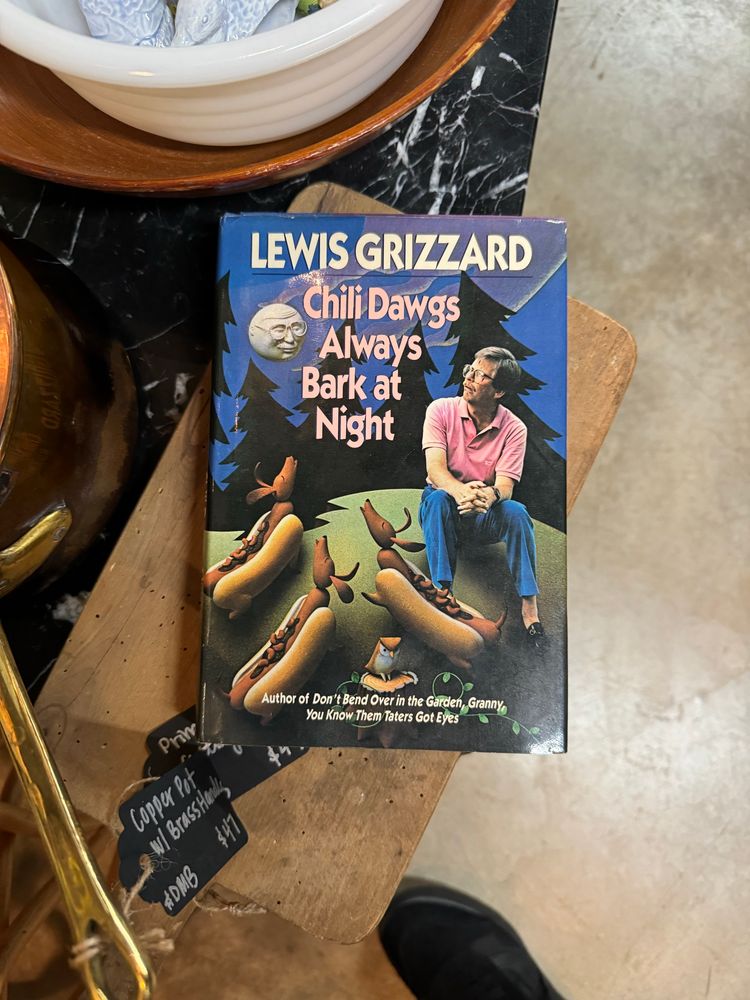 LEWIS GRIZZARD
Chili Dawgs
Always
Bark at
Night
Author of Don't Bend Over in the Garden, Granny,
You Know Them Taters Got Eyes
Copper Pot
W/ Brass Handle
$47
#DMB